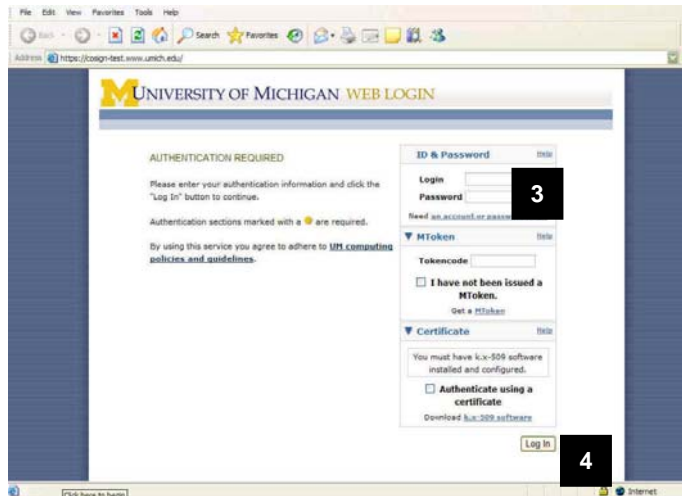 File Edit View Favorites Tools Help
Back Search Favorites
Address https://cosign-test.www.umich.edu/
UNIVERSITY OF MICHIGAN WEB LOGIN
AUTHENTICATION REQUIRED
Please enter your authentication information and click the
"Log In" button to continue.
Authentication sections marked with a are required.
By using this service you agree to adhere to UM computing
policies and guidelines.
ID & Password Help
Login
Password
3
Need an account or
MToken Help
Tokencode
I have not been issued a
MToken.
Get a MToken
Certificate Help
You must have k.x-509 software
installed and configured.
Authenticate using a
certificate
Download k.x-509 software
Log In
4
Click here to begin
Internet